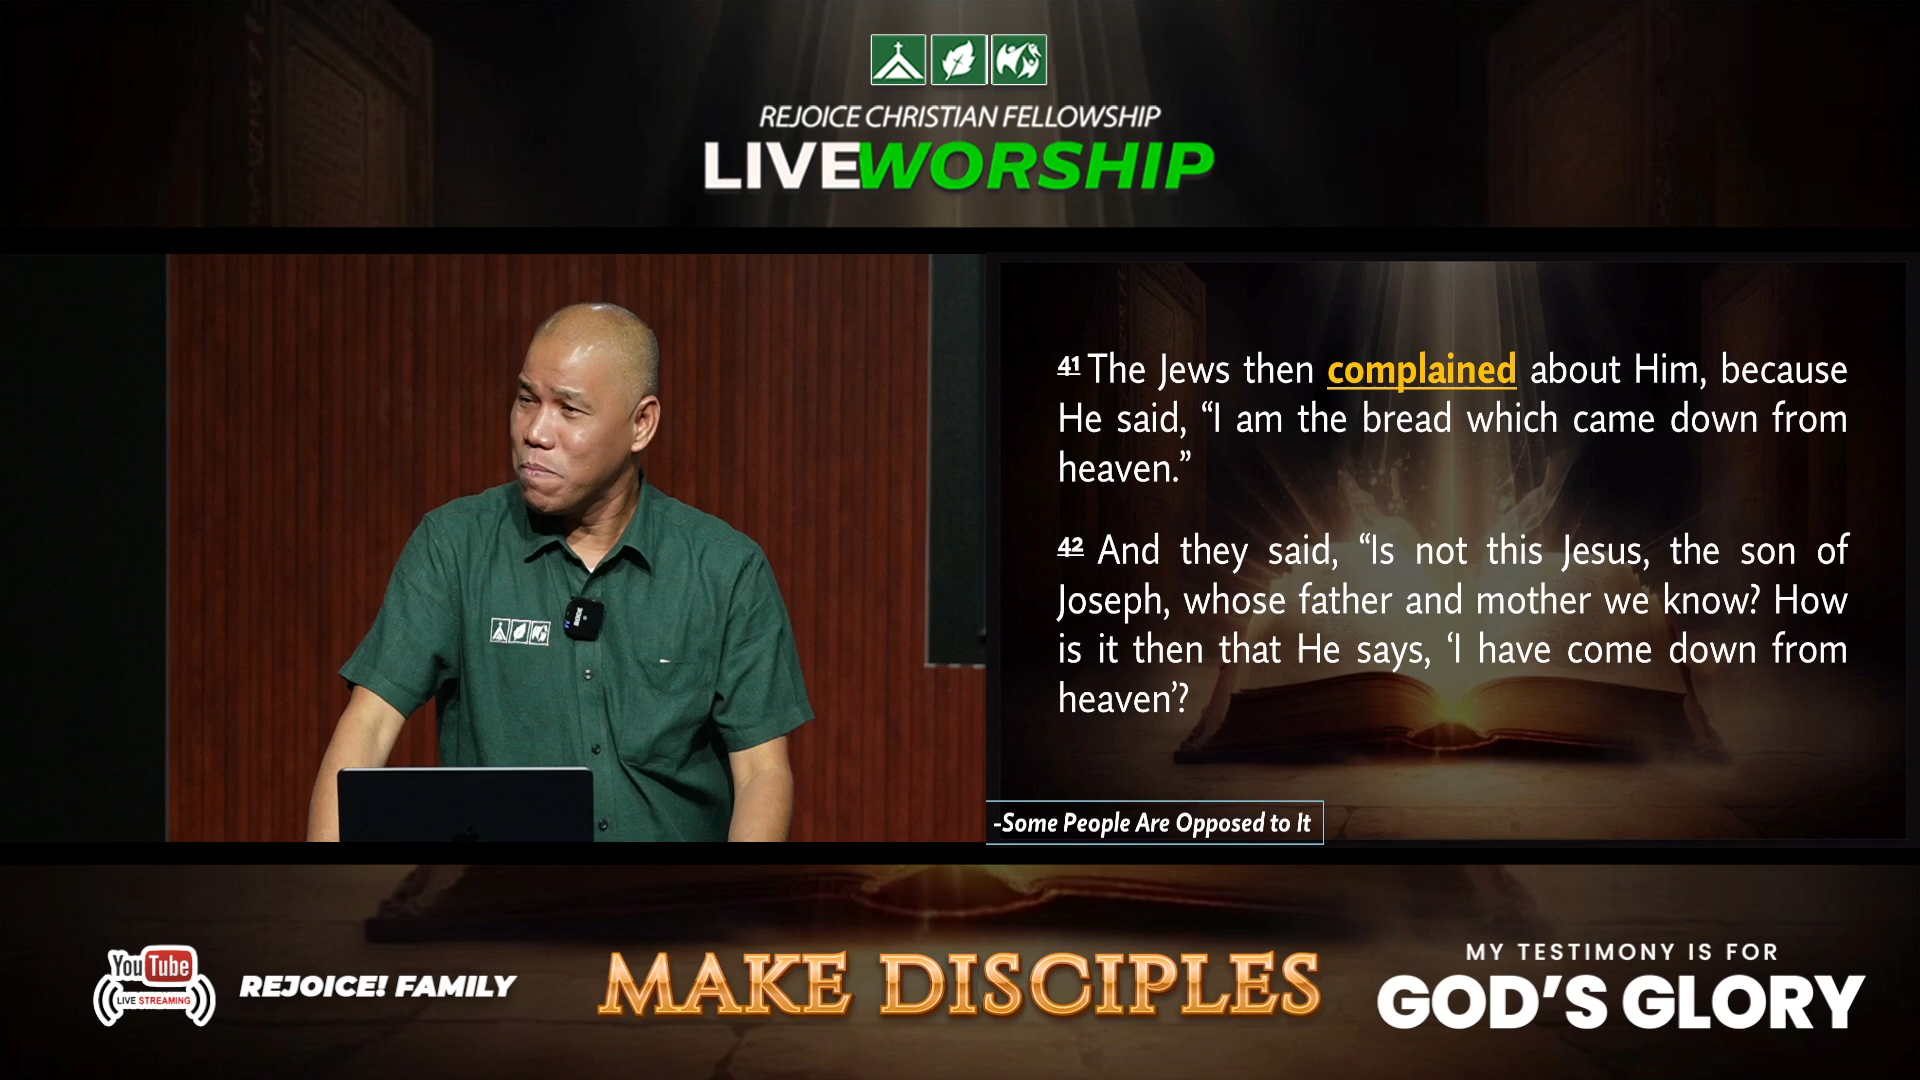 REJOICE CHRISTIAN FELLOWSHIP
LIVEWORSHIP
41 The Jews then complained about Him, because
He said, “I am the bread which came down from
heaven.”
42 And they said, “Is not this Jesus, the son of
Joseph, whose father and mother we know? How
is it then that He says, ‘I have come down from
heaven’?
-Some People Are Opposed to It
YouTube
LIVE STREAMING
REJOICE! FAMILY
MAKE DISCIPLES
MY TESTIMONY IS FOR
GOD’S GLORY